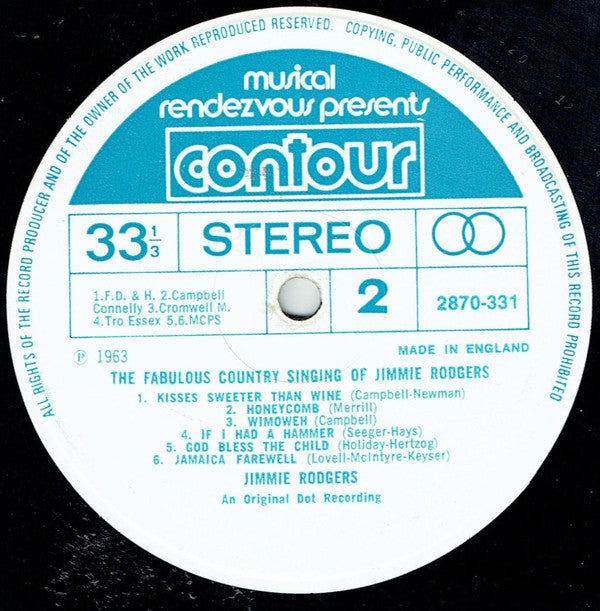 ALL RIGHTS OF THE RECORD PRODUCER AND OF THE OWNER OF THE WORK REPRODUCED RESERVED. COPYING, PUBLIC PERFORMANCE AND BROADCASTING OF THIS RECORD PROHIBITED
musical
rendezvous presents
contour
33 1/3
STEREO
1.F.D. & H. 2.Campbell
Connelly 3.Cromwell M.
4.Tro Essex 5,6.MCPS
2
2870-331
Ⓟ 1963
MADE IN ENGLAND
THE FABULOUS COUNTRY SINGING OF JIMMIE RODGERS
1. KISSES SWEETER THAN WINE (Campbell-Newman)
2. HONEYCOMB (Merrill)
3. WIMOWEH (Campbell)
4. IF I HAD A HAMMER (Seeger-Hays)
5. GOD BLESS THE CHILD (Holiday-Hertzog)
6. JAMAICA FAREWELL (Lovell-McIntyre-Keyser)
JIMMIE RODGERS
An Original Dot Recording